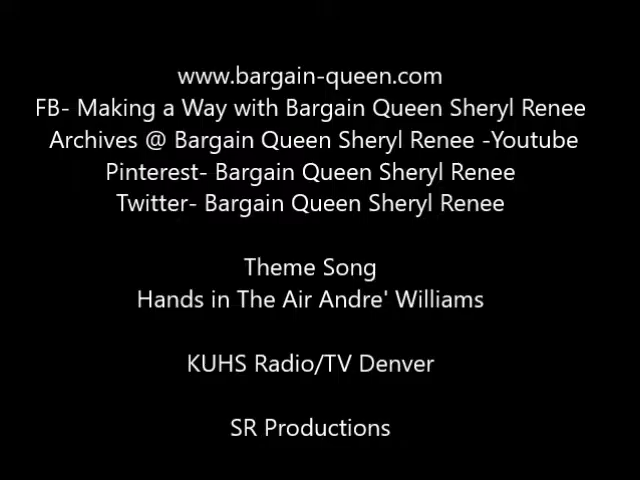 www.bargain-queen.com
FB- Making a Way with Bargain Queen Sheryl Renee
Archives @ Bargain Queen Sheryl Renee -Youtube
Pinterest- Bargain Queen Sheryl Renee
Twitter- Bargain Queen Sheryl Renee
Theme Song
Hands in The Air Andre' Williams
KUHS Radio/TV Denver
SR Productions